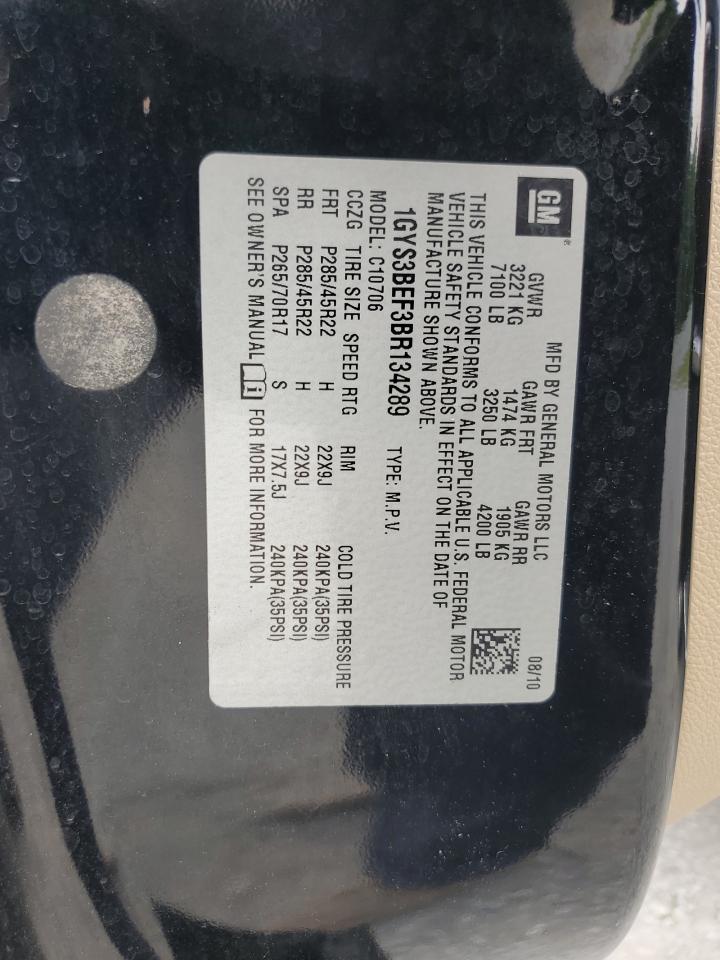 GM
MFD BY GENERAL MOTORS LLC 08/10
GVWR GAWR FRT GAWR RR
3221 KG 1474 KG 1905 KG
7100 LB 3250 LB 4200 LB
THIS VEHICLE CONFORMS TO ALL APPLICABLE U.S. FEDERAL MOTOR
VEHICLE SAFETY STANDARDS IN EFFECT ON THE DATE OF
MANUFACTURE SHOWN ABOVE.
1GYS3BEF3BR134289 TYPE: M.P.V.
MODEL: C10706
CCZG TIRE SIZE SPEED RTG RIM COLD TIRE PRESSURE
FRT P285/45R22 H 22X9J 240KPA(35PSI)
RR P285/45R22 H 22X9J 240KPA(35PSI)
SPA P265/70R17 S 17X7.5J 240KPA(35PSI)
SEE OWNER'S MANUAL i FOR MORE INFORMATION.